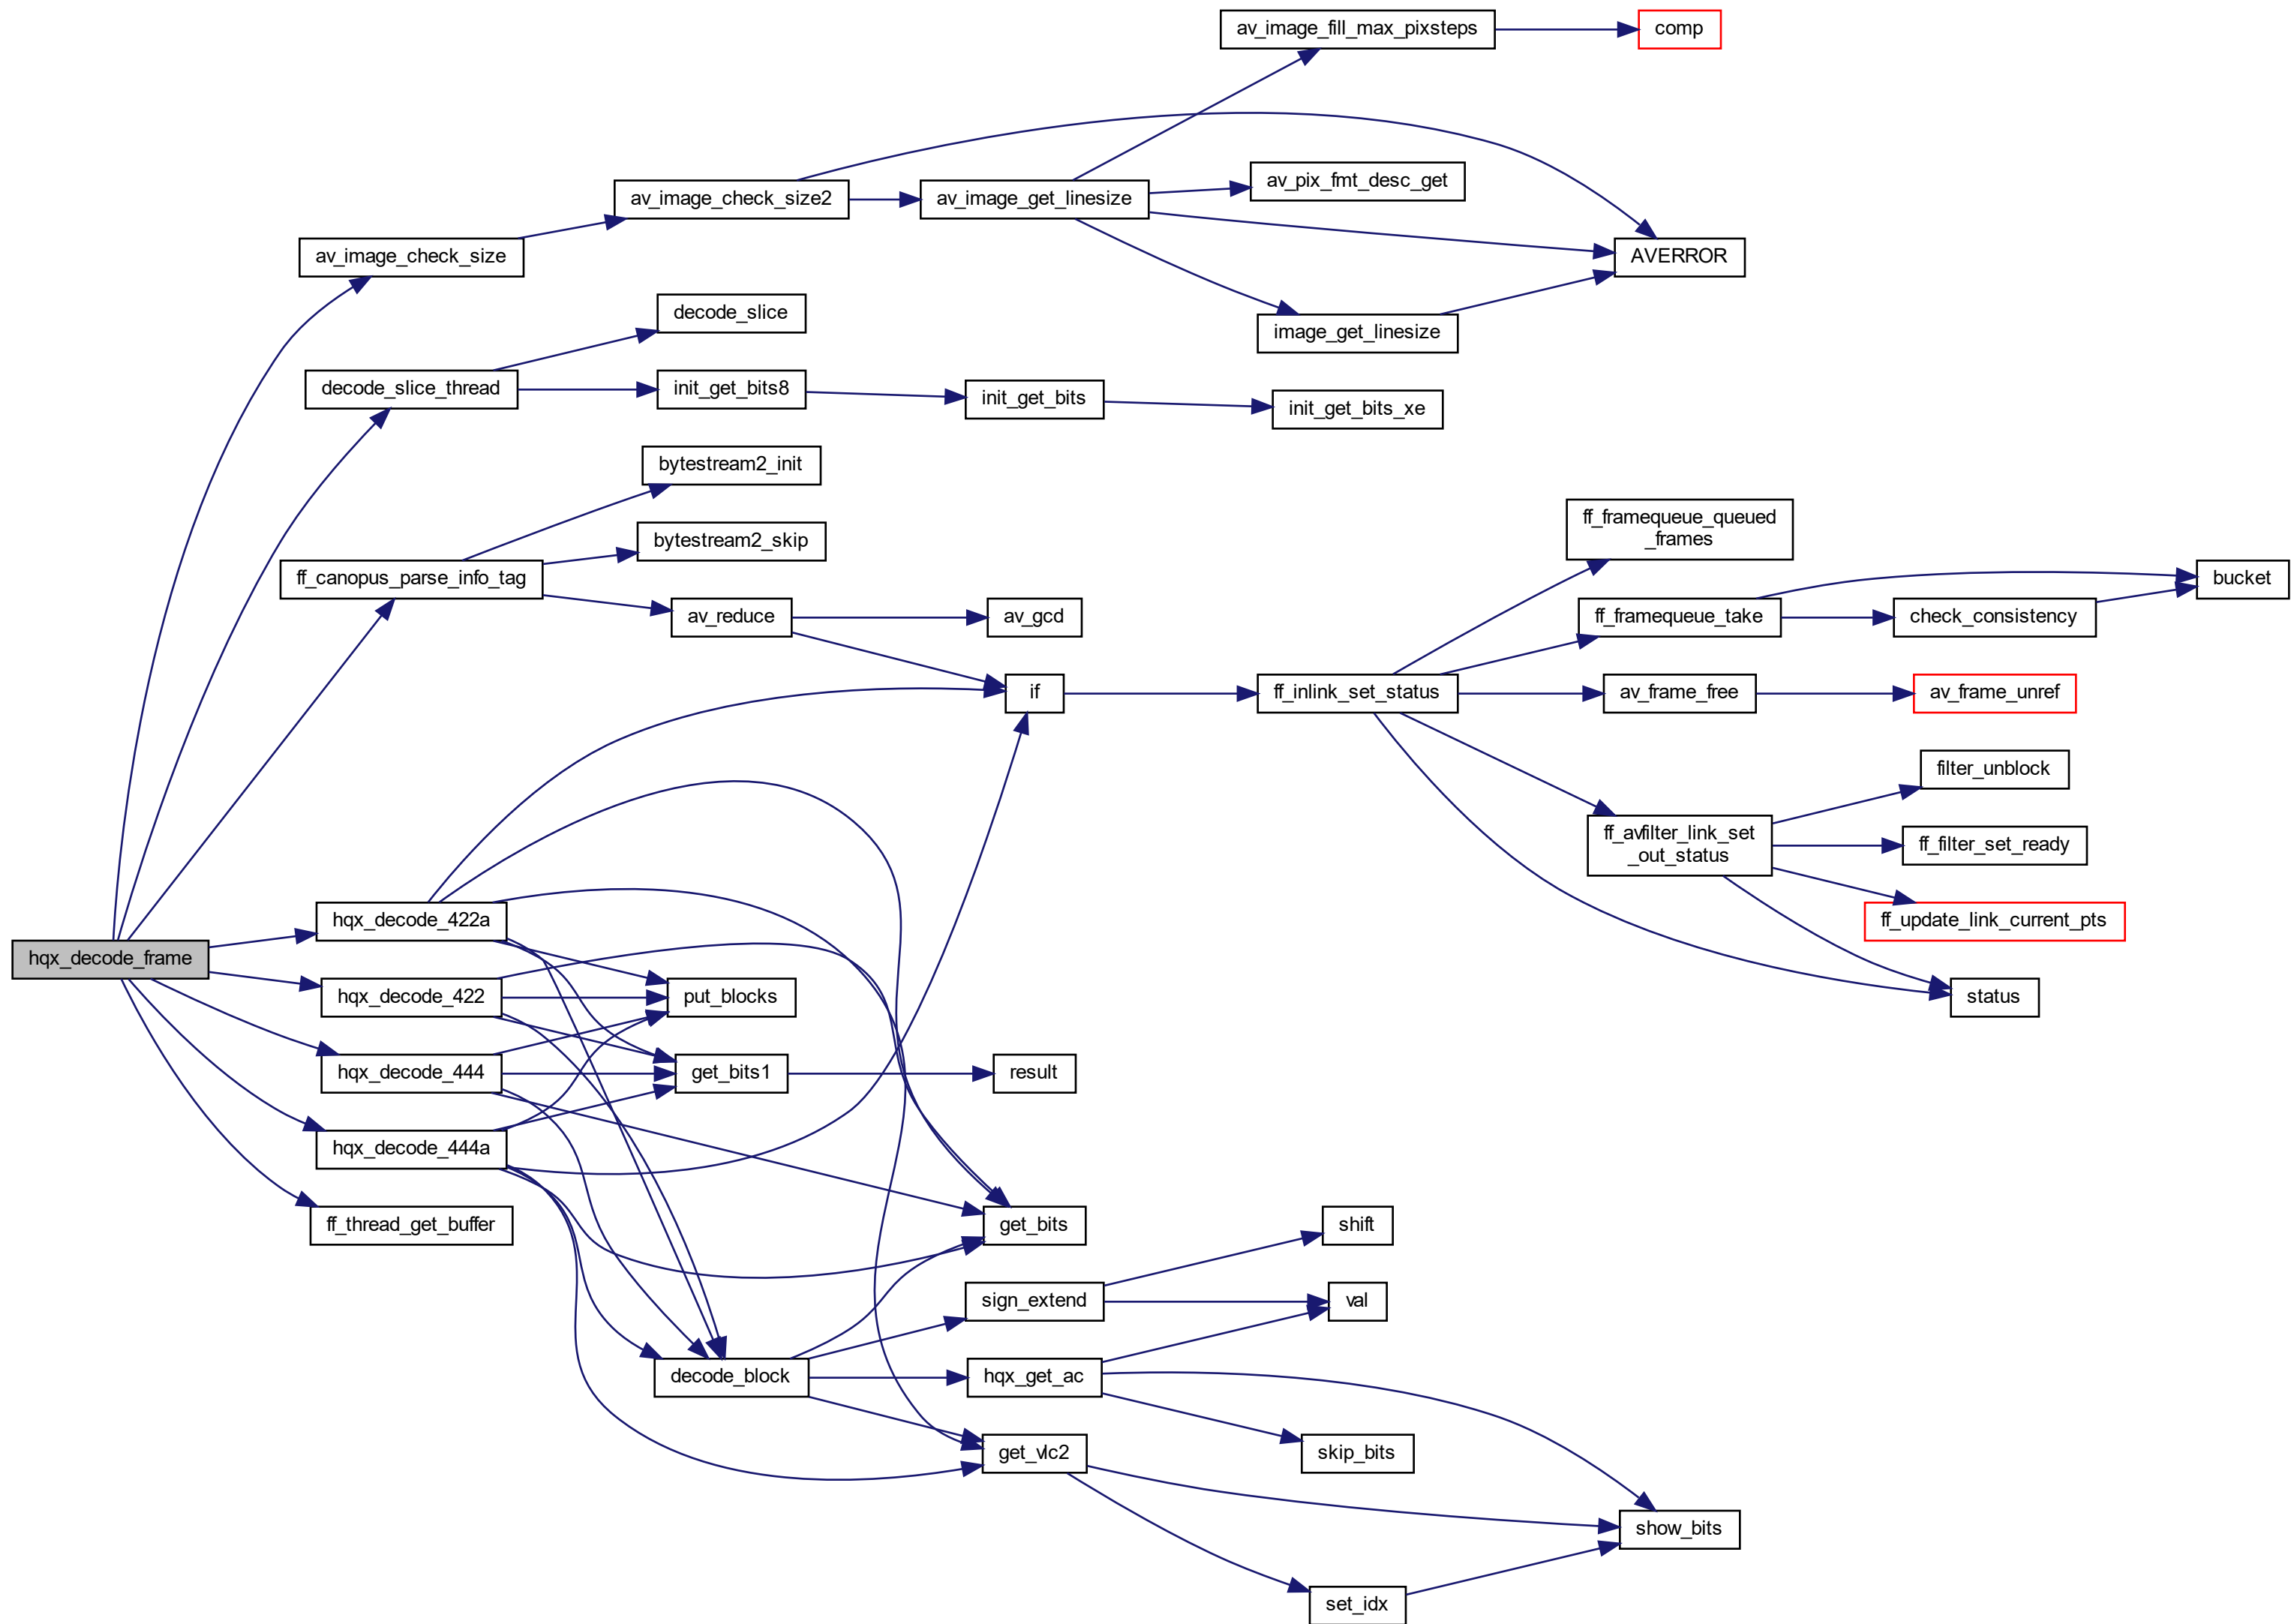 av_image_fill_max_pixsteps
comp
av_image_check_size2
av_image_get_linesize
av_pix_fmt_desc_get
av_image_check_size
AVERROR
decode_slice
image_get_linesize
decode_slice_thread
init_get_bits8
init_get_bits
init_get_bits_xe
bytestream2_init
ff_framequeue_queued
_frames
bytestream2_skip
ff_canopus_parse_info_tag
bucket
av_reduce
av_gcd
ff_framequeue_take
check_consistency
if
ff_inlink_set_status
av_frame_free
av_frame_unref
filter_unblock
ff_avfilter_link_set
_out_status
ff_filter_set_ready
hqx_decode_422a
ff_update_link_current_pts
hqx_decode_frame
hqx_decode_422
put_blocks
status
hqx_decode_444
get_bits1
result
hqx_decode_444a
ff_thread_get_buffer
get_bits
shift
sign_extend
val
decode_block
hqx_get_ac
get_vlc2
skip_bits
show_bits
set_idx